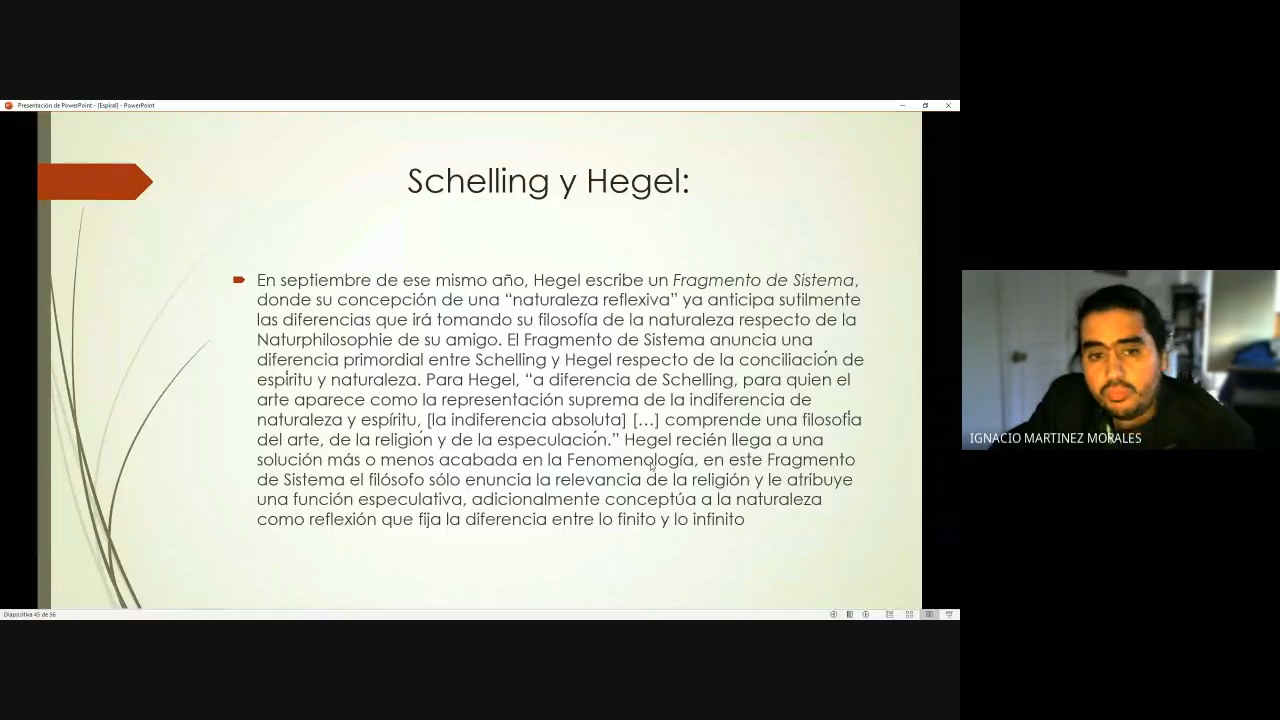 Presentación de PowerPoint - [Espiral] - PowerPoint
Schelling y Hegel:
En septiembre de ese mismo año, Hegel escribe un Fragmento de Sistema,
donde su concepción de una “naturaleza reflexiva” ya anticipa sutilmente
las diferencias que irá tomando su filosofía de la naturaleza respecto de la
Naturphilosophie de su amigo. El Fragmento de Sistema anuncia una
diferencia primordial entre Schelling y Hegel respecto de la conciliación de
espíritu y naturaleza. Para Hegel, “a diferencia de Schelling, para quien el
arte aparece como la representación suprema de la indiferencia de
naturaleza y espíritu, [la indiferencia absoluta] […] comprende una filosofía
del arte, de la religión y de la especulación.” Hegel recién llega a una
solución más o menos acabada en la Fenomenología, en este Fragmento
de Sistema el filósofo sólo enuncia la relevancia de la religión y le atribuye
una función especulativa, adicionalmente conceptúa a la naturaleza
como reflexión que fija la diferencia entre lo finito y lo infinito
IGNACIO MARTINEZ MORALES
Diapositiva 45 de 56